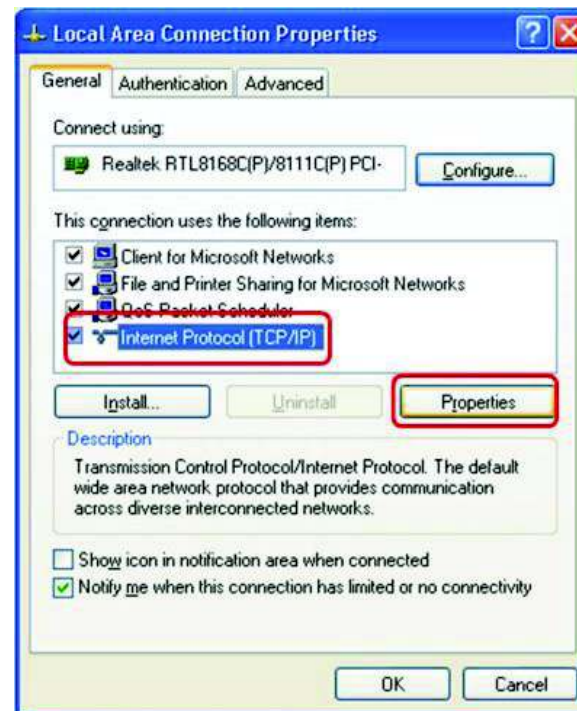 Local Area Connection Properties
General Authentication Advanced
Connect using:
Realtek RTL8168C(P)/8111C(P) PCI-
Configure...
This connection uses the following items:
Client for Microsoft Networks
File and Printer Sharing for Microsoft Networks
QoS Packet Scheduler
Internet Protocol (TCP/IP)
Install... Uninstall Properties
Description
Transmission Control Protocol/Internet Protocol. The default
wide area network protocol that provides communication
across diverse interconnected networks.
Show icon in notification area when connected
Notify me when this connection has limited or no connectivity
OK Cancel